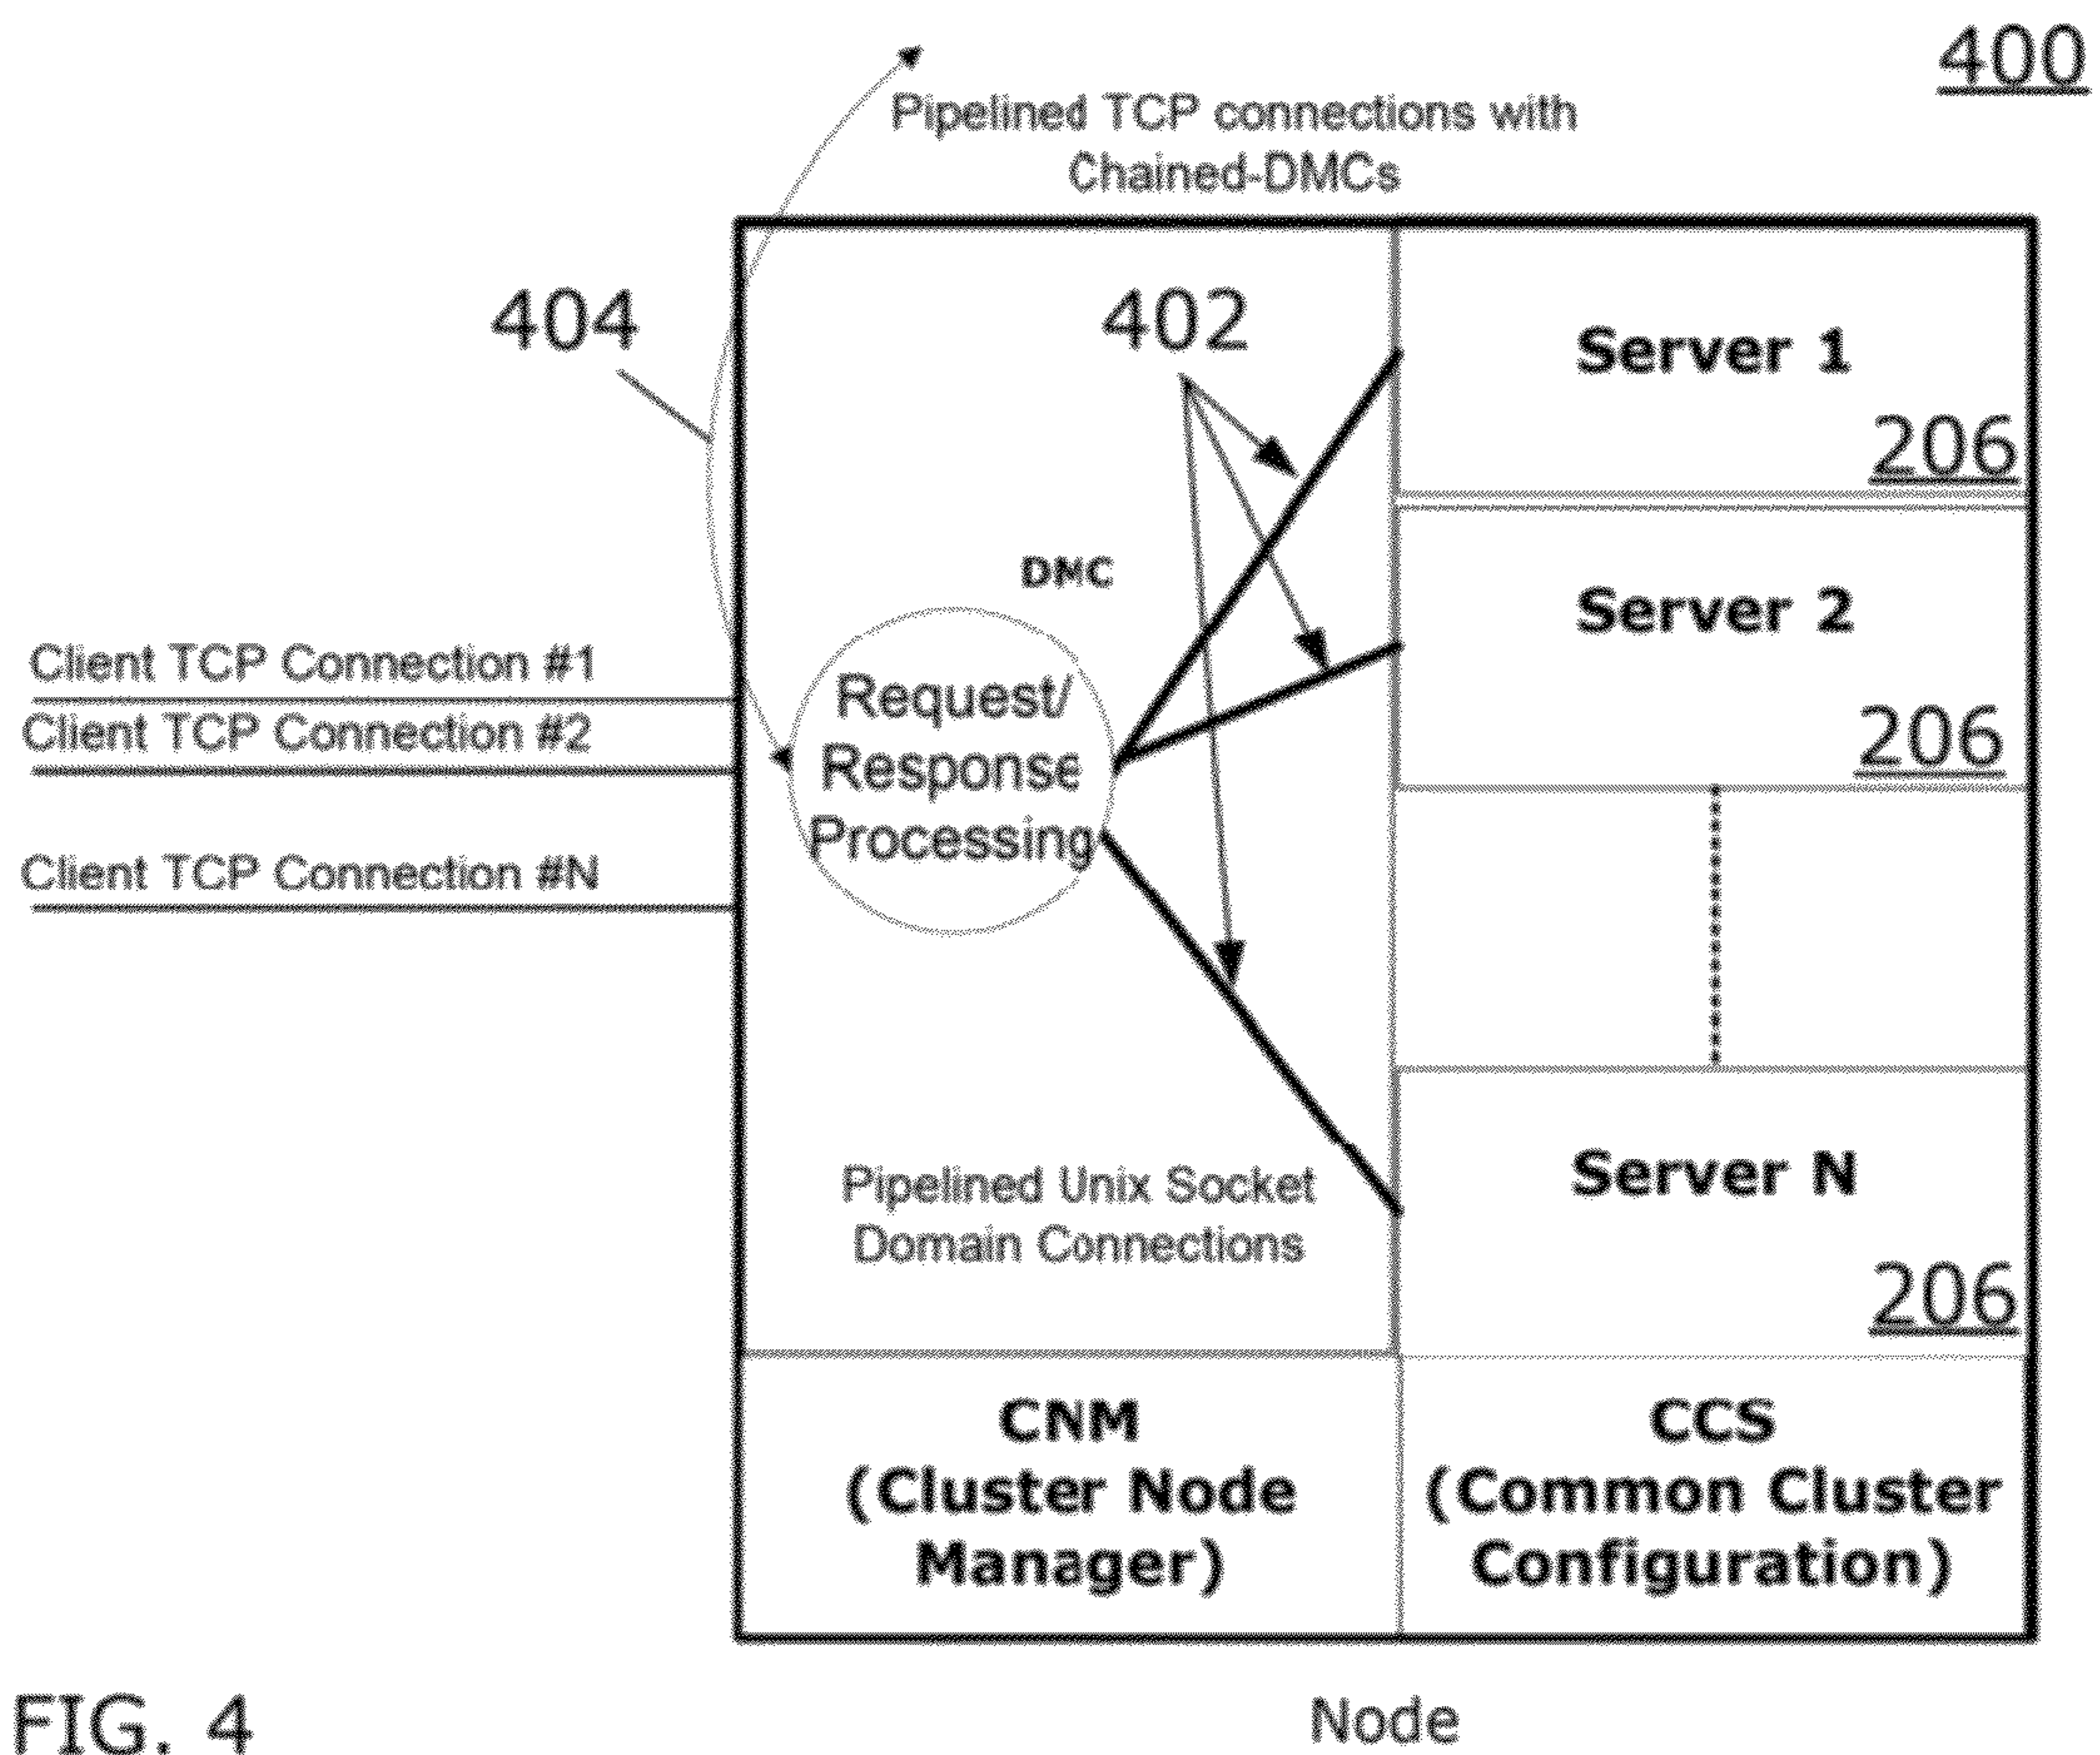 400
Pipelined TCP connections with
Chained-DMCs
404
402
Server 1
206
DMC
Server 2
206
Client TCP Connection #1
Client TCP Connection #2
Client TCP Connection #N
Request/
Response
Processing
Pipelined Unix Socket
Domain Connections
Server N
206
CNM
(Cluster Node
Manager)
CCS
(Common Cluster
Configuration)
FIG. 4
Node